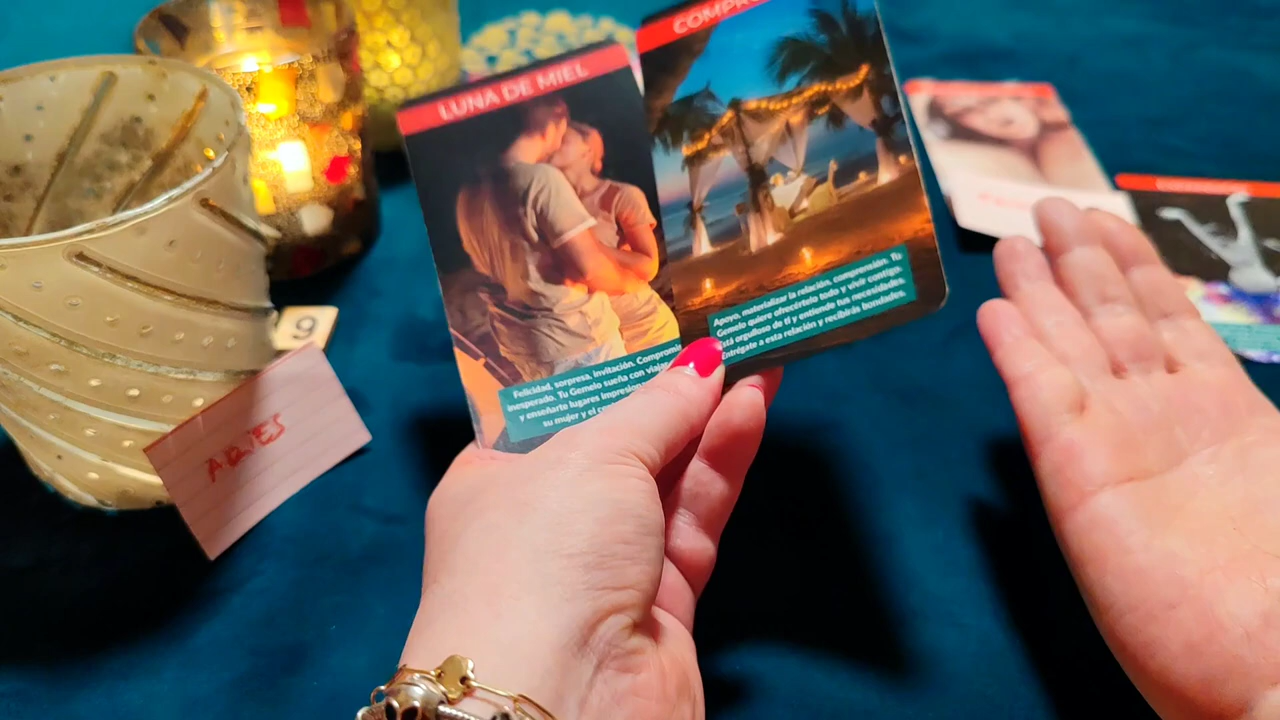 LUNA DE MIEL
Felicidad, sorpresa, invitación. Compromiso
inesperado. Tu Gemelo sueña con viajar
y enseñarte lugares
su mujer y el
COMPRO
Apoyo, materializar la relación, comprensión. Tu
Gemelo quiere ofrecértelo todo y vivir contigo.
Está orgulloso de ti y entiende tus necesidades.
Entrégate a esta relación y recibirás bondades.
9
ARIES